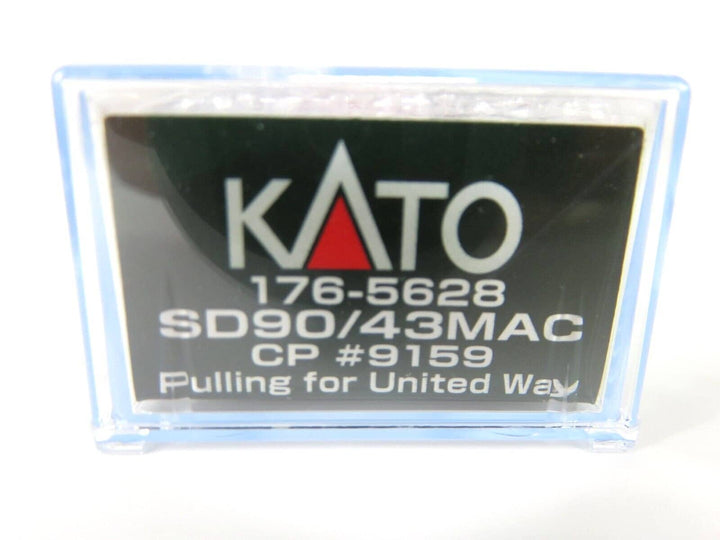 KATO
176-5628
SD90/43MAC
CP #9159
Pulling for United Way